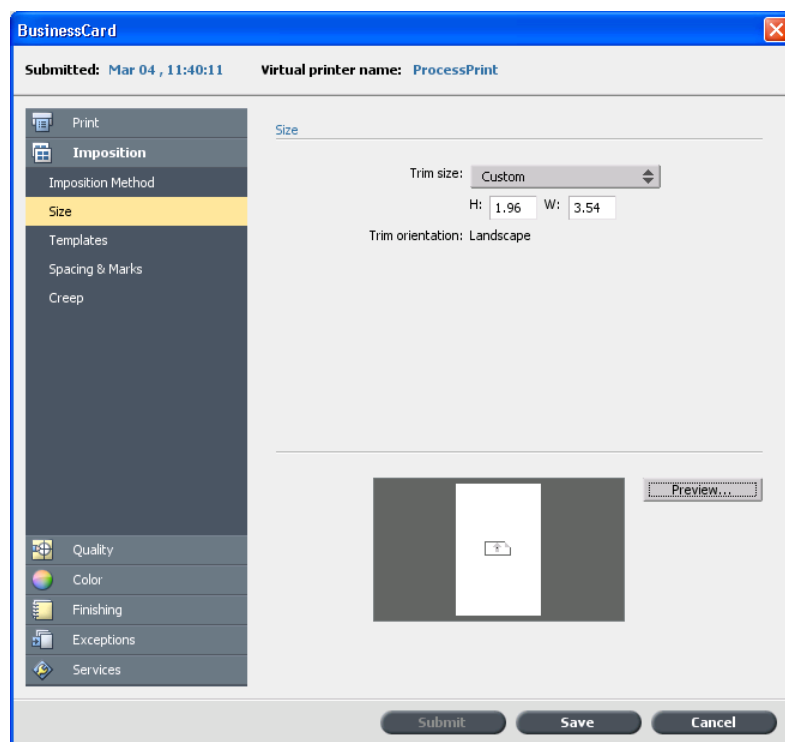 BusinessCard
Submitted: Mar 04 , 11:40:11 Virtual printer name: ProcessPrint
Print
Imposition
Imposition Method
Size
Templates
Spacing & Marks
Creep
Quality
Color
Finishing
Exceptions
Services
Size
Trim size: Custom
H: 1.96 W: 3.54
Trim orientation: Landscape
Preview...
Submit Save Cancel